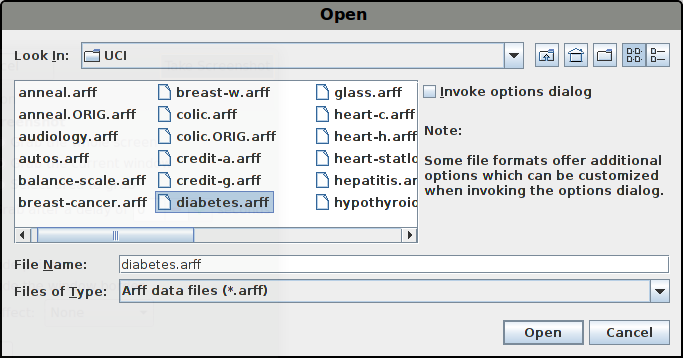 Open
Look In: UCI
anneal.arff
anneal.ORIG.arff
audiology.arff
autos.arff
balance-scale.arff
breast-cancer.arff
breast-w.arff
colic.arff
colic.ORIG.arff
credit-a.arff
credit-g.arff
diabetes.arff
glass.arff
heart-c.arff
heart-h.arff
heart-statlo
hepatitis.ar
hypothyroid
Invoke options dialog
Note:
Some file formats offer additional
options which can be customized
when invoking the options dialog.
File Name: diabetes.arff
Files of Type: Arff data files (*.arff)
Open Cancel